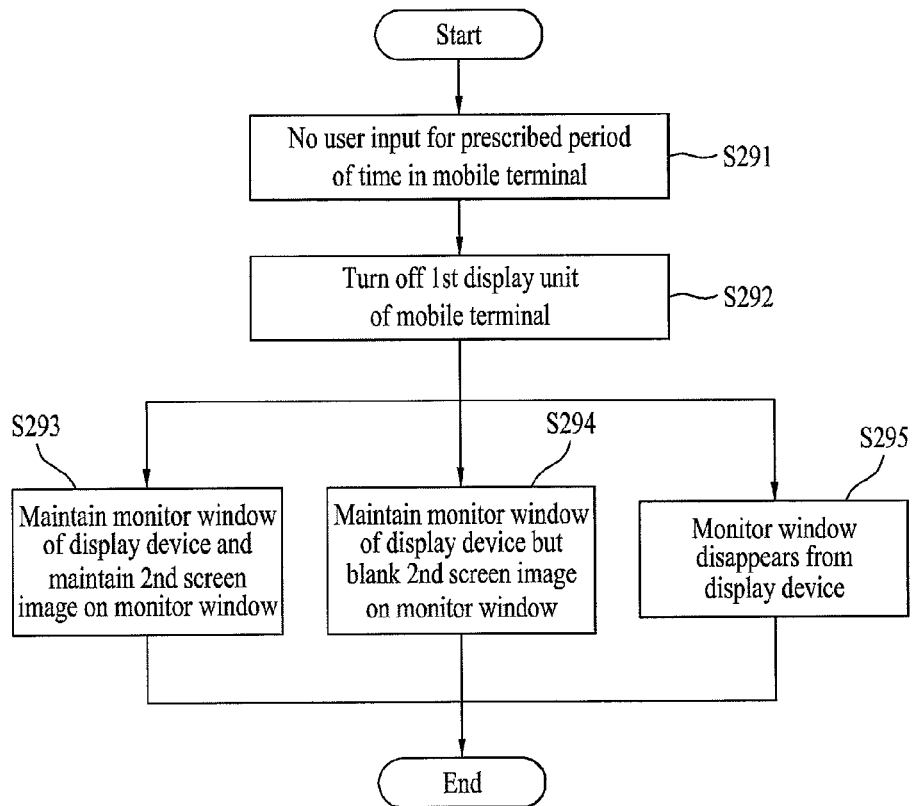 Start
No user input for prescribed period
of time in mobile terminal
S291
Turn off 1st display unit
of mobile terminal
S292
S293
Maintain monitor window
of display device and
maintain 2nd screen
image on monitor window
S294
Maintain monitor window
of display device but
blank 2nd screen image
on monitor window
S295
Monitor window
disappears from
display device
End